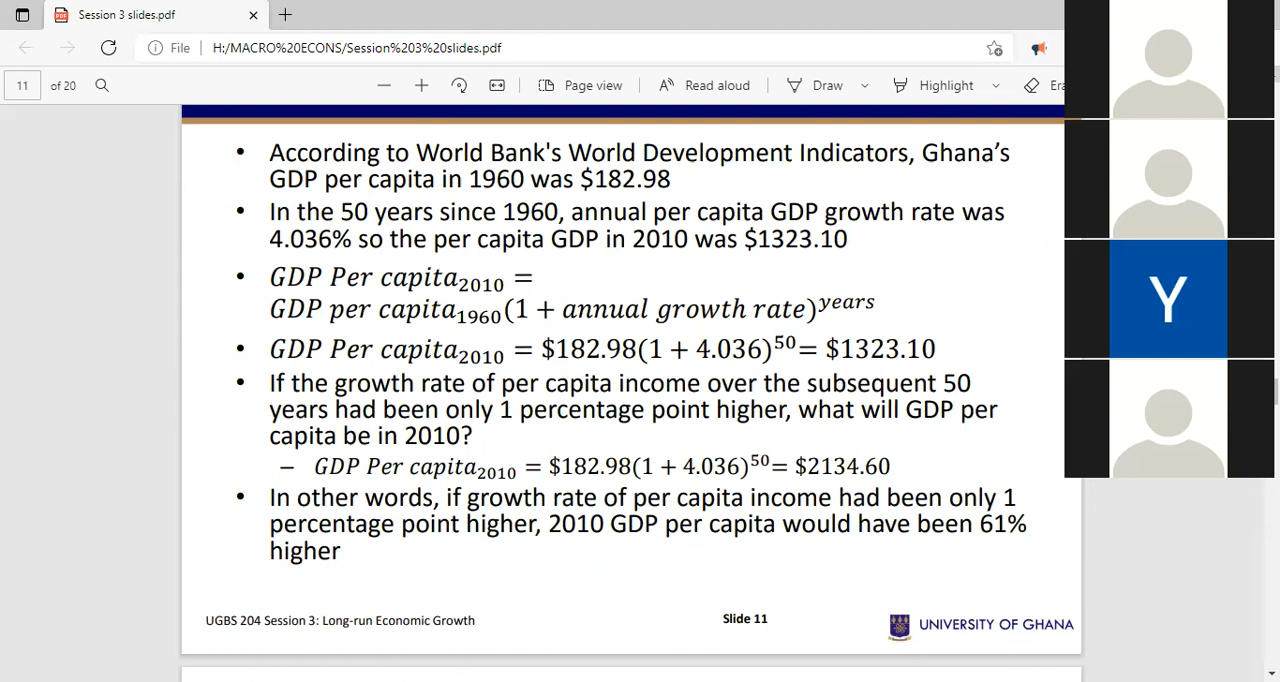 Session 3 slides.pdf
File H:/MACRO%20ECONS/Session%203%20slides.pdf
11 of 20 Page view Read aloud Draw Highlight Era
• According to World Bank's World Development Indicators, Ghana's
GDP per capita in 1960 was $182.98
• In the 50 years since 1960, annual per capita GDP growth rate was
4.036% so the per capita GDP in 2010 was $1323.10
• GDP Per capita₂₀₁₀ =
GDP per capita₁₉₆₀(1 + annual growth rate)^years
• GDP Per capita₂₀₁₀ = $182.98(1 + 4.036)⁵⁰= $1323.10
• If the growth rate of per capita income over the subsequent 50
years had been only 1 percentage point higher, what will GDP per
capita be in 2010?
– GDP Per capita₂₀₁₀ = $182.98(1 + 4.036)⁵⁰= $2134.60
• In other words, if growth rate of per capita income had been only 1
percentage point higher, 2010 GDP per capita would have been 61%
higher
UGBS 204 Session 3: Long-run Economic Growth
Slide 11
UNIVERSITY OF GHANA
Y